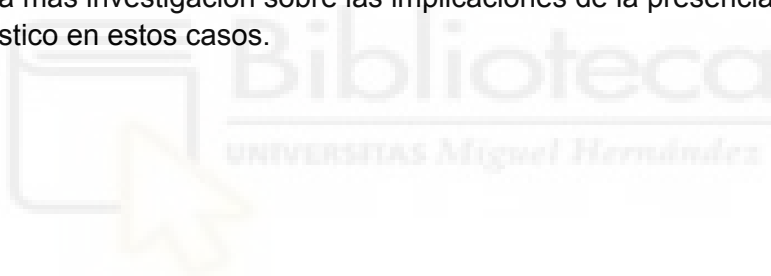 a más investigación sobre las implicaciones de la presencia
stico en estos casos.
Biblioteca
UNIVERSITAS Miguel Hernández